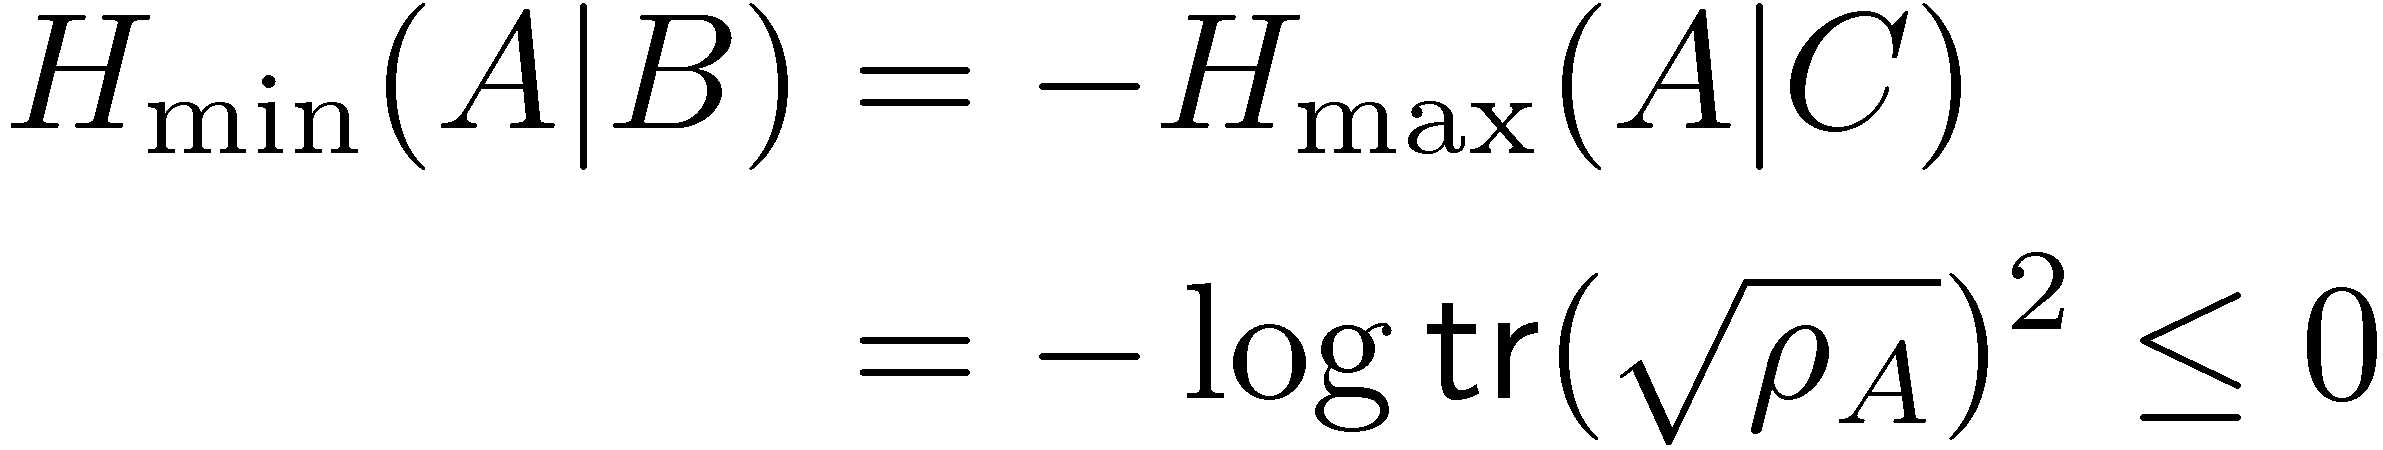 H_min(A|B) = −H_max(A|C)
= − log tr(√ρ_A)² ≤ 0